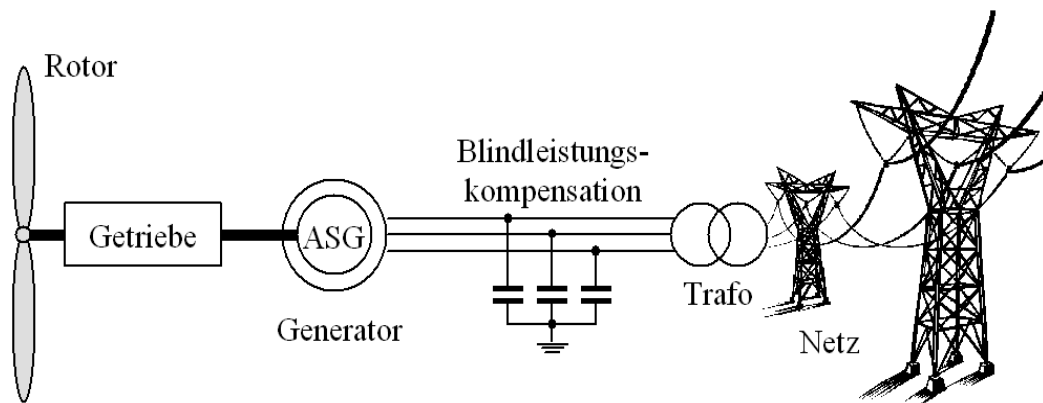 Rotor
Blindleistungs-
kompensation
Getriebe
ASG
Generator
Trafo
Netz